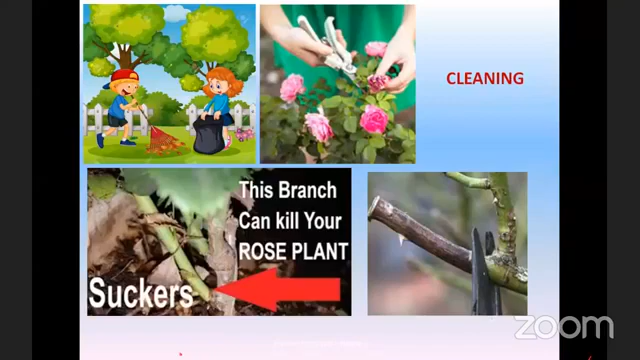 CLEANING
This Branch
Can kill Your
ROSE PLANT
Suckers
zoom